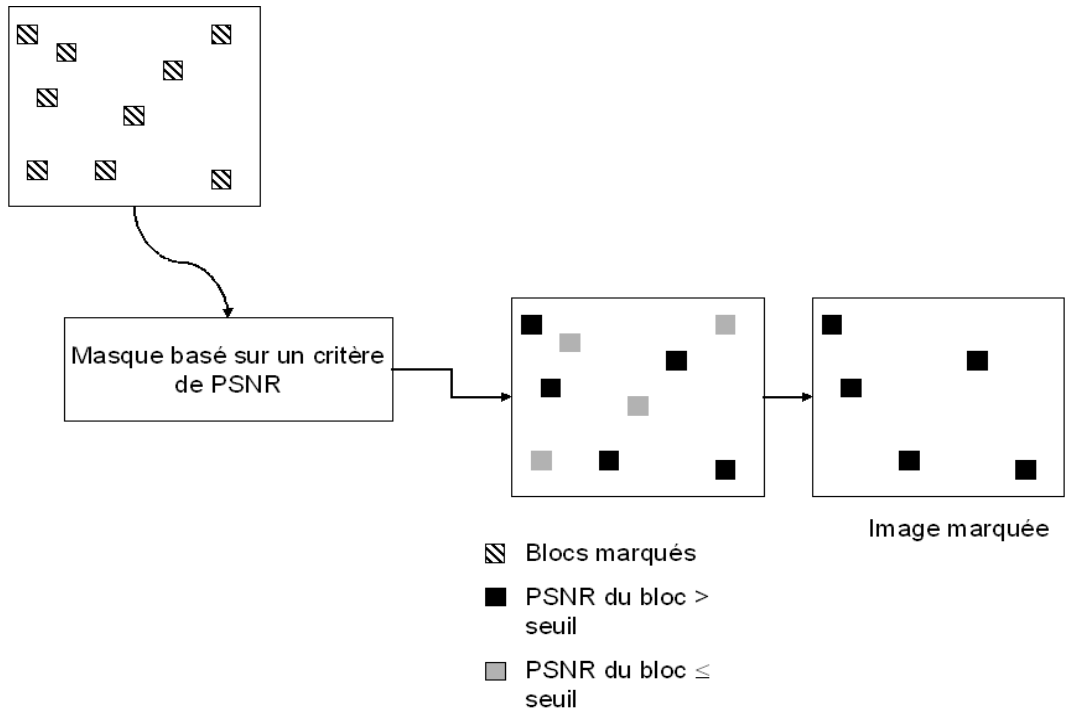 Masque basé sur un critère
de PSNR
Image marquée
Blocs marqués
PSNR du bloc >
seuil
PSNR du bloc ≤
seuil